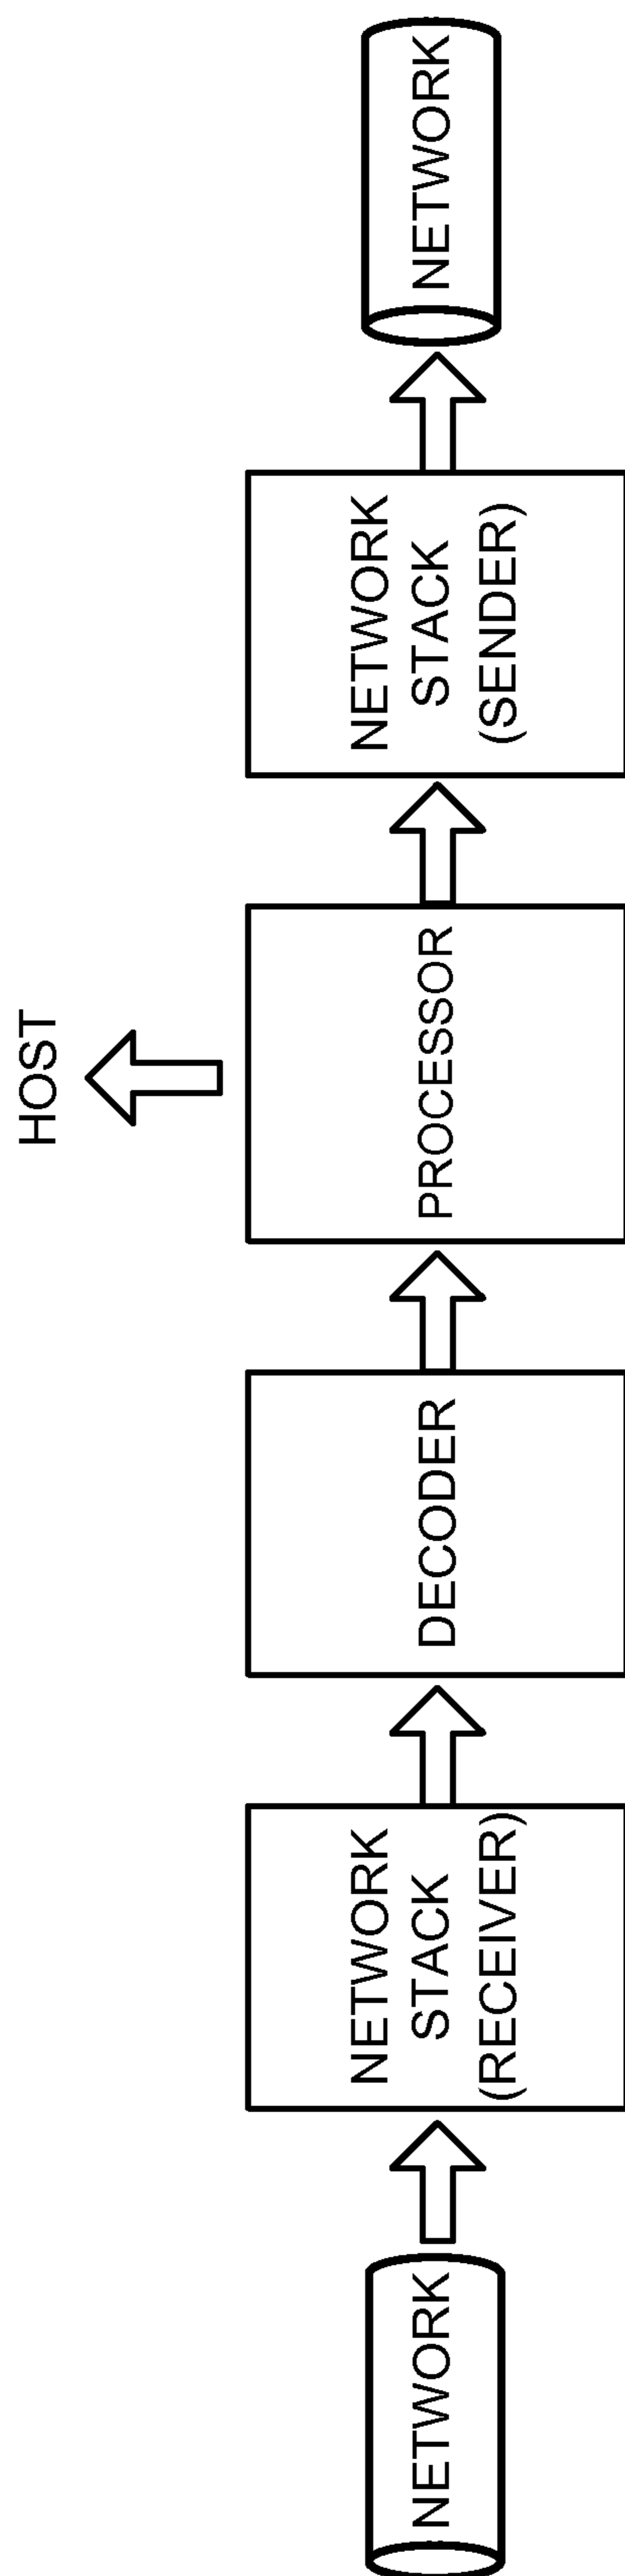 HOST
NETWORK
NETWORK
STACK
(RECEIVER)
DECODER
PROCESSOR
NETWORK
STACK
(SENDER)
NETWORK